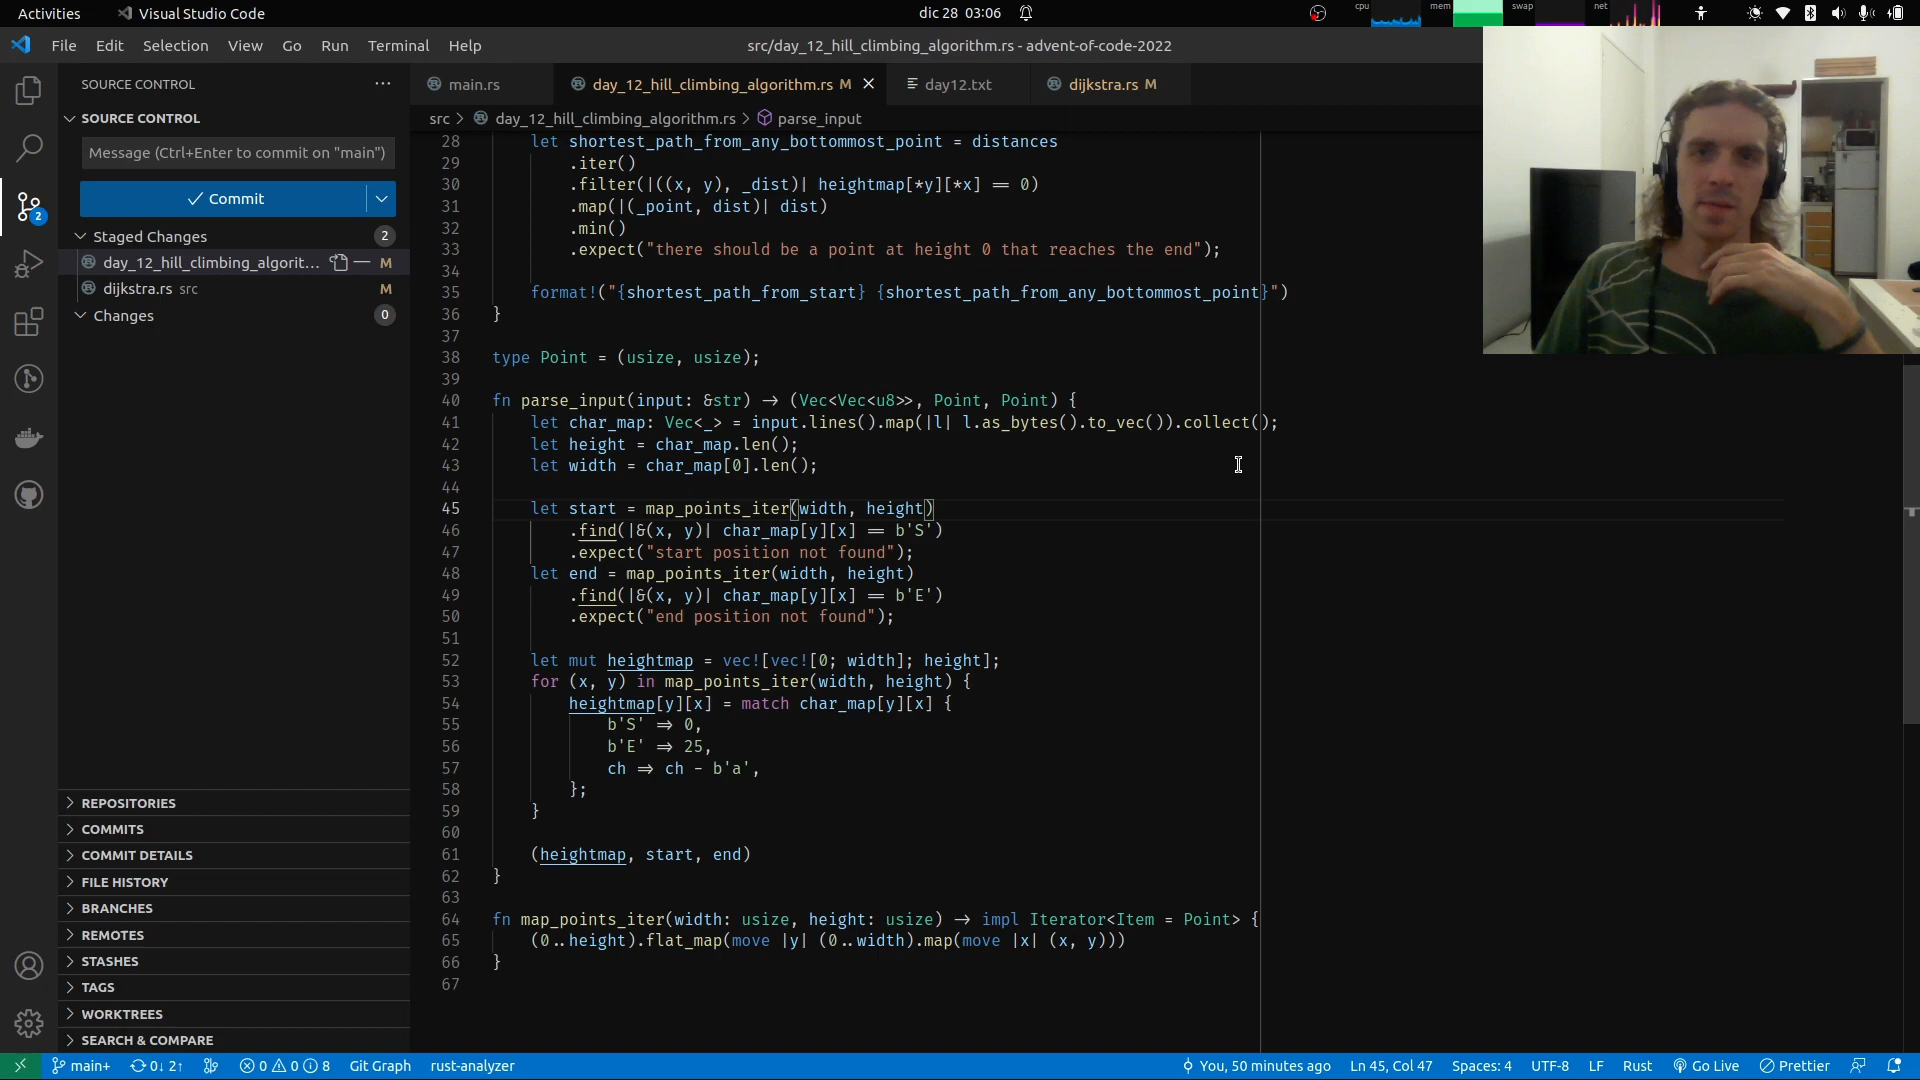 Activities
Visual Studio Code
dic 28 03:06
cpu
mem
swap
net
File Edit Selection View Go Run Terminal Help
src/day_12_hill_climbing_algorithm.rs - advent-of-code-2022
SOURCE CONTROL
SOURCE CONTROL
Message (Ctrl+Enter to commit on "main")
Commit
Staged Changes 2
day_12_hill_climbing_algorit... M
dijkstra.rs src M
Changes 0
2
REPOSITORIES
COMMITS
COMMIT DETAILS
FILE HISTORY
BRANCHES
REMOTES
STASHES
TAGS
WORKTREES
SEARCH & COMPARE
main.rs
day_12_hill_climbing_algorithm.rs M
day12.txt
dijkstra.rs M
src > day_12_hill_climbing_algorithm.rs > parse_input
28 let shortest_path_from_any_bottommost_point = distances
29 .iter()
30 .filter(|((x, y), _dist)| heightmap[*y][*x] == 0)
31 .map(|(_point, dist)| dist)
32 .min()
33 .expect("there should be a point at height 0 that reaches the end");
34
35 format!("{shortest_path_from_start} {shortest_path_from_any_bottommost_point}")
36 }
37
38 type Point = (usize, usize);
39
40 fn parse_input(input: &str) -> (Vec<Vec<u8>>, Point, Point) {
41 let char_map: Vec<_> = input.lines().map(|l| l.as_bytes().to_vec()).collect();
42 let height = char_map.len();
43 let width = char_map[0].len();
44
45 let start = map_points_iter(width, height)
46 .find(|&(x, y)| char_map[y][x] == b'S')
47 .expect("start position not found");
48 let end = map_points_iter(width, height)
49 .find(|&(x, y)| char_map[y][x] == b'E')
50 .expect("end position not found");
51
52 let mut heightmap = vec![vec![0; width]; height];
53 for (x, y) in map_points_iter(width, height) {
54 heightmap[y][x] = match char_map[y][x] {
55 b'S' => 0,
56 b'E' => 25,
57 ch => ch - b'a',
58 };
59 }
60
61 (heightmap, start, end)
62 }
63
64 fn map_points_iter(width: usize, height: usize) -> impl Iterator<Item = Point> {
65 (0..height).flat_map(move |y| (0..width).map(move |x| (x, y)))
66 }
67
main+ 0↓ 2↑ 0 0 8 Git Graph rust-analyzer
You, 50 minutes ago Ln 45, Col 47 Spaces: 4 UTF-8 LF Rust Go Live Prettier